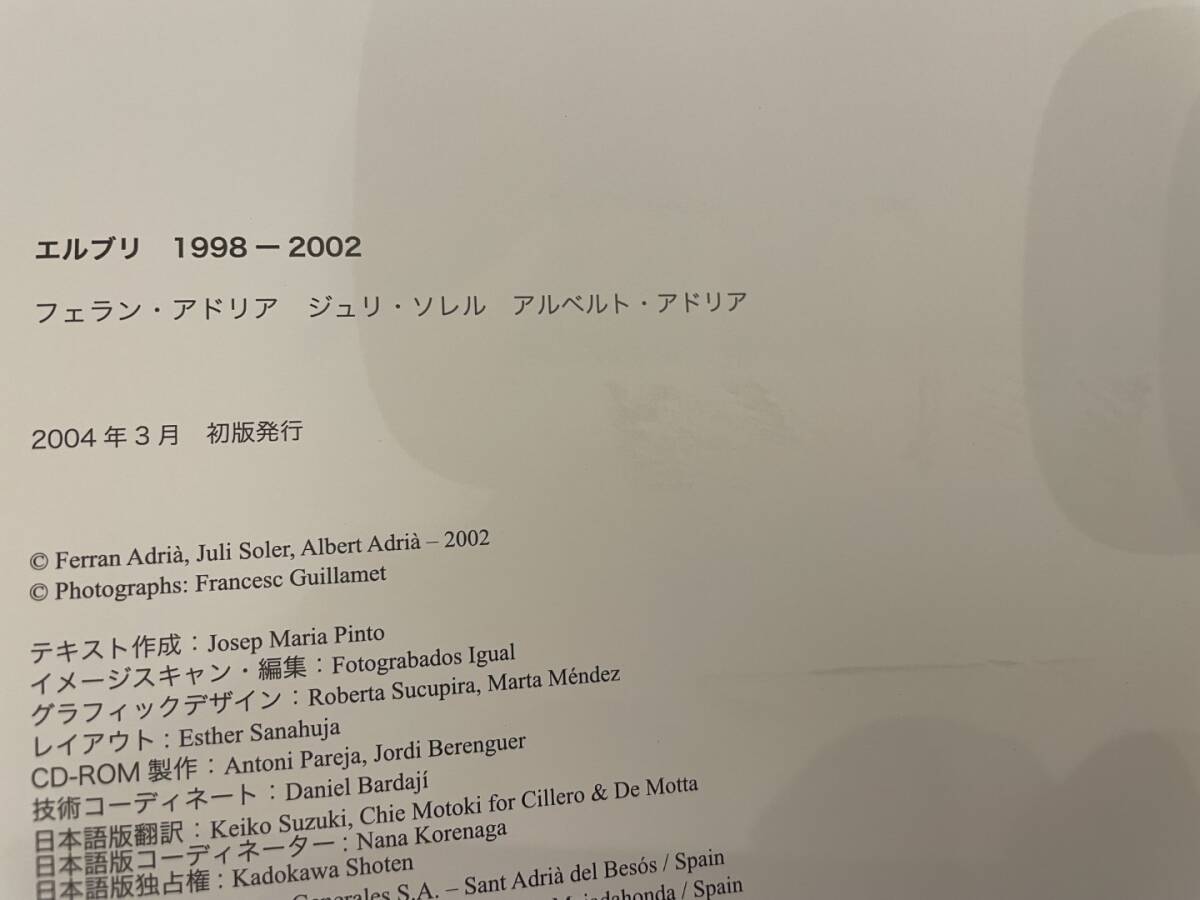 エルブリ　1998 ー 2002
フェラン・アドリア　ジュリ・ソレル　アルベルト・アドリア
2004 年 3 月　初版発行
© Ferran Adrià, Juli Soler, Albert Adrià – 2002
© Photographs: Francesc Guillamet
テキスト作成：Josep Maria Pinto
イメージスキャン・編集：Fotograbados Igual
グラフィックデザイン：Roberta Sucupira, Marta Méndez
レイアウト：Esther Sanahuja
CD-ROM 製作：Antoni Pareja, Jordi Berenguer
技術コーディネート：Daniel Bardají
日本語版翻訳：Keiko Suzuki, Chie Motoki for Cillero & De Motta
日本語版コーディネーター：Nana Korenaga
日本語版独占権：Kadokawa Shoten
Generales S.A. – Sant Adrià del Besós / Spain
/ Spain